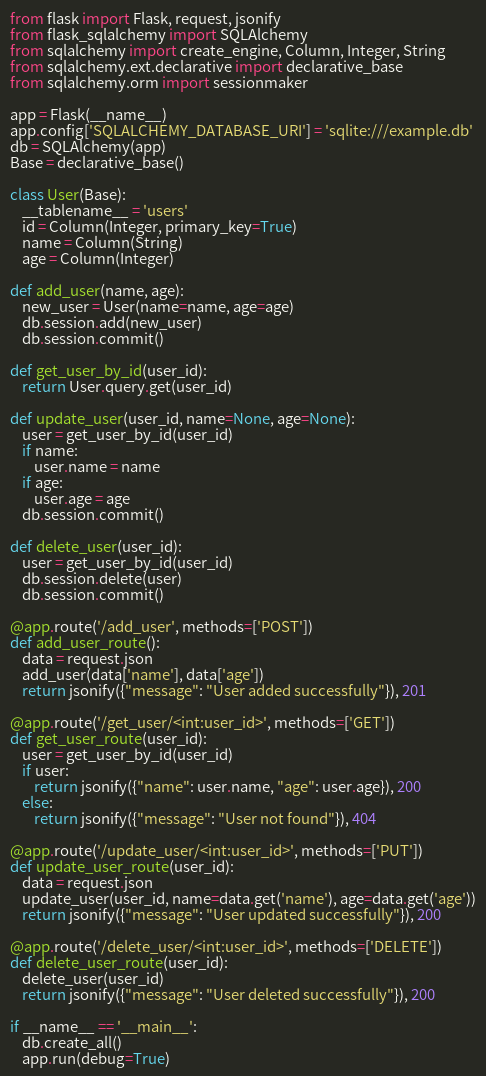 from flask import Flask, request, jsonify
from flask_sqlalchemy import SQLAlchemy
from sqlalchemy import create_engine, Column, Integer, String
from sqlalchemy.ext.declarative import declarative_base
from sqlalchemy.orm import sessionmaker

app = Flask(__name__)
app.config['SQLALCHEMY_DATABASE_URI'] = 'sqlite:///example.db'
db = SQLAlchemy(app)
Base = declarative_base()

class User(Base):
    __tablename__ = 'users'
    id = Column(Integer, primary_key=True)
    name = Column(String)
    age = Column(Integer)

def add_user(name, age):
    new_user = User(name=name, age=age)
    db.session.add(new_user)
    db.session.commit()

def get_user_by_id(user_id):
    return User.query.get(user_id)

def update_user(user_id, name=None, age=None):
    user = get_user_by_id(user_id)
    if name:
        user.name = name
    if age:
        user.age = age
    db.session.commit()

def delete_user(user_id):
    user = get_user_by_id(user_id)
    db.session.delete(user)
    db.session.commit()

@app.route('/add_user', methods=['POST'])
def add_user_route():
    data = request.json
    add_user(data['name'], data['age'])
    return jsonify({"message": "User added successfully"}), 201

@app.route('/get_user/<int:user_id>', methods=['GET'])
def get_user_route(user_id):
    user = get_user_by_id(user_id)
    if user:
        return jsonify({"name": user.name, "age": user.age}), 200
    else:
        return jsonify({"message": "User not found"}), 404

@app.route('/update_user/<int:user_id>', methods=['PUT'])
def update_user_route(user_id):
    data = request.json
    update_user(user_id, name=data.get('name'), age=data.get('age'))
    return jsonify({"message": "User updated successfully"}), 200

@app.route('/delete_user/<int:user_id>', methods=['DELETE'])
def delete_user_route(user_id):
    delete_user(user_id)
    return jsonify({"message": "User deleted successfully"}), 200

if __name__ == '__main__':
    db.create_all()
    app.run(debug=True)